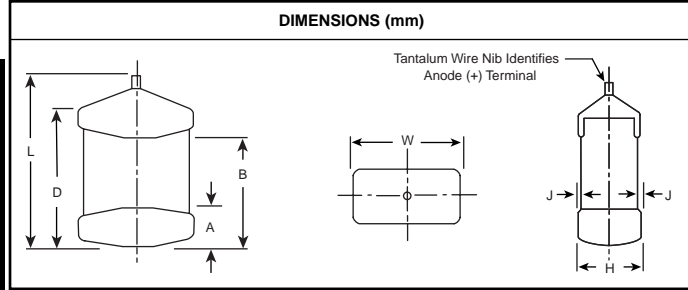 DIMENSIONS (mm)
Tantalum Wire Nib Identifies
Anode (+) Terminal
L
D
B
A
W
J
J
H